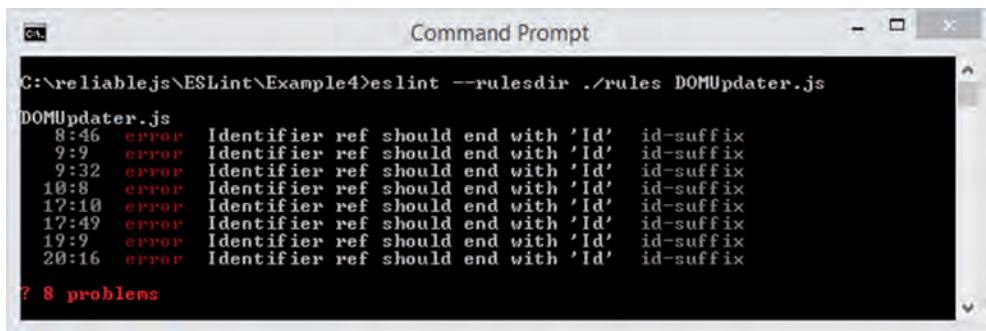 Command Prompt
C:\reliablejs\ESLint\Example4>eslint --rulesdir ./rules DOMUpdater.js
DOMUpdater.js
8:46 error Identifier ref should end with 'Id' id-suffix
9:9 error Identifier ref should end with 'Id' id-suffix
9:32 error Identifier ref should end with 'Id' id-suffix
10:8 error Identifier ref should end with 'Id' id-suffix
17:10 error Identifier ref should end with 'Id' id-suffix
17:49 error Identifier ref should end with 'Id' id-suffix
19:9 error Identifier ref should end with 'Id' id-suffix
20:16 error Identifier ref should end with 'Id' id-suffix
? 8 problems